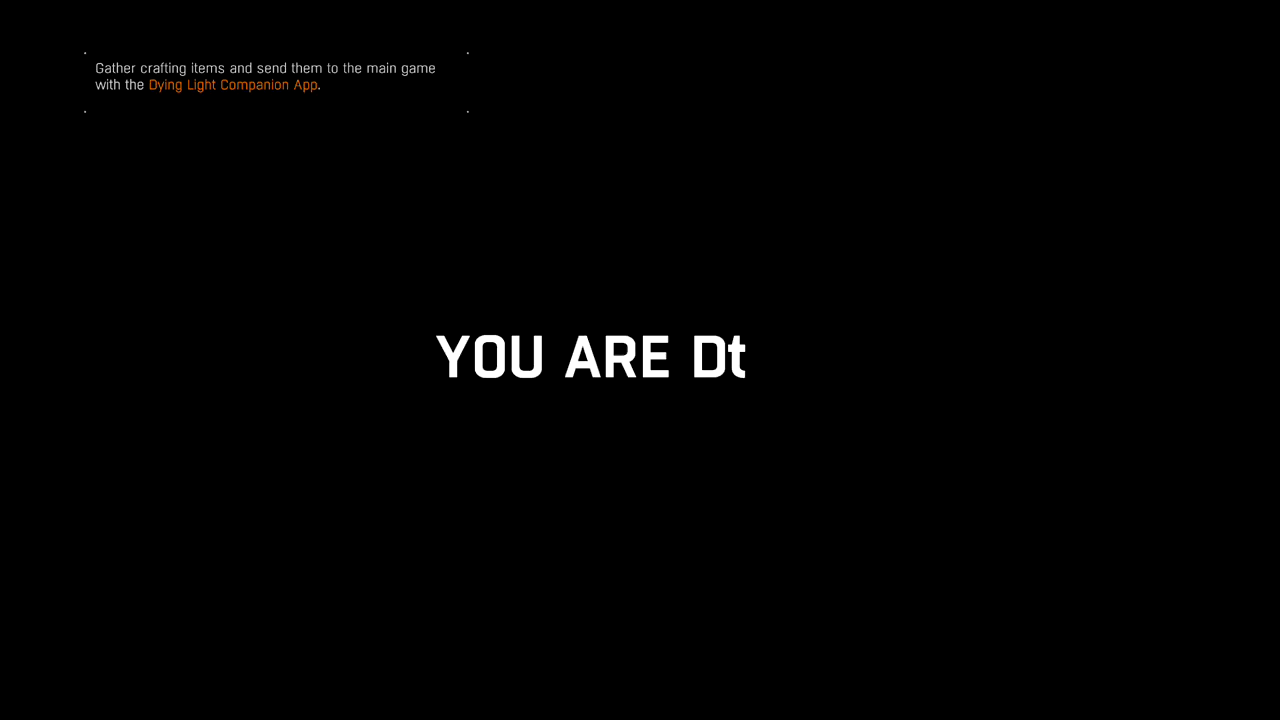 Gather crafting items and send them to the main game
with the Dying Light Companion App.
YOU ARE Dt